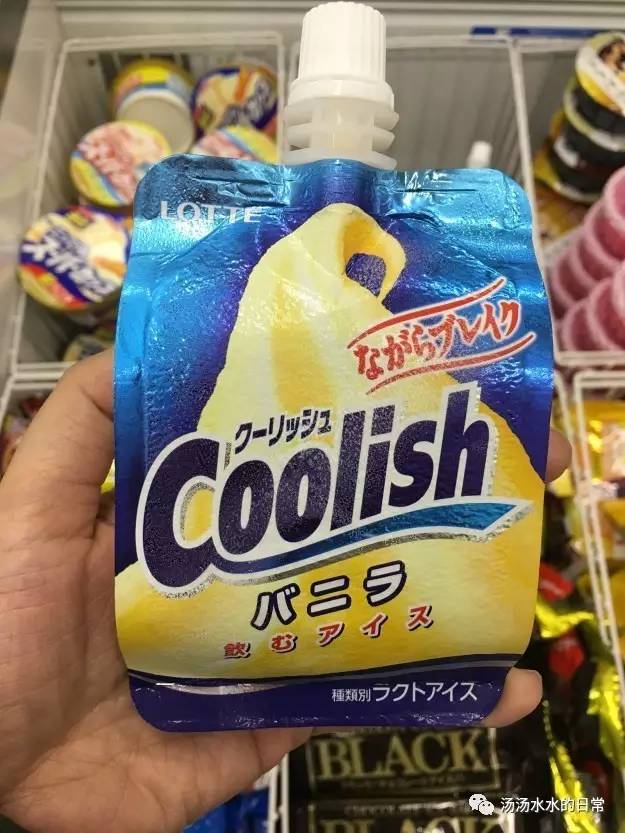 LOTTE
ながらブレイク
クーリッシュ
Coolish
バニラ
飲むアイス
種類別ラクトアイス
BLACK
BLACK
汤汤水水的日常